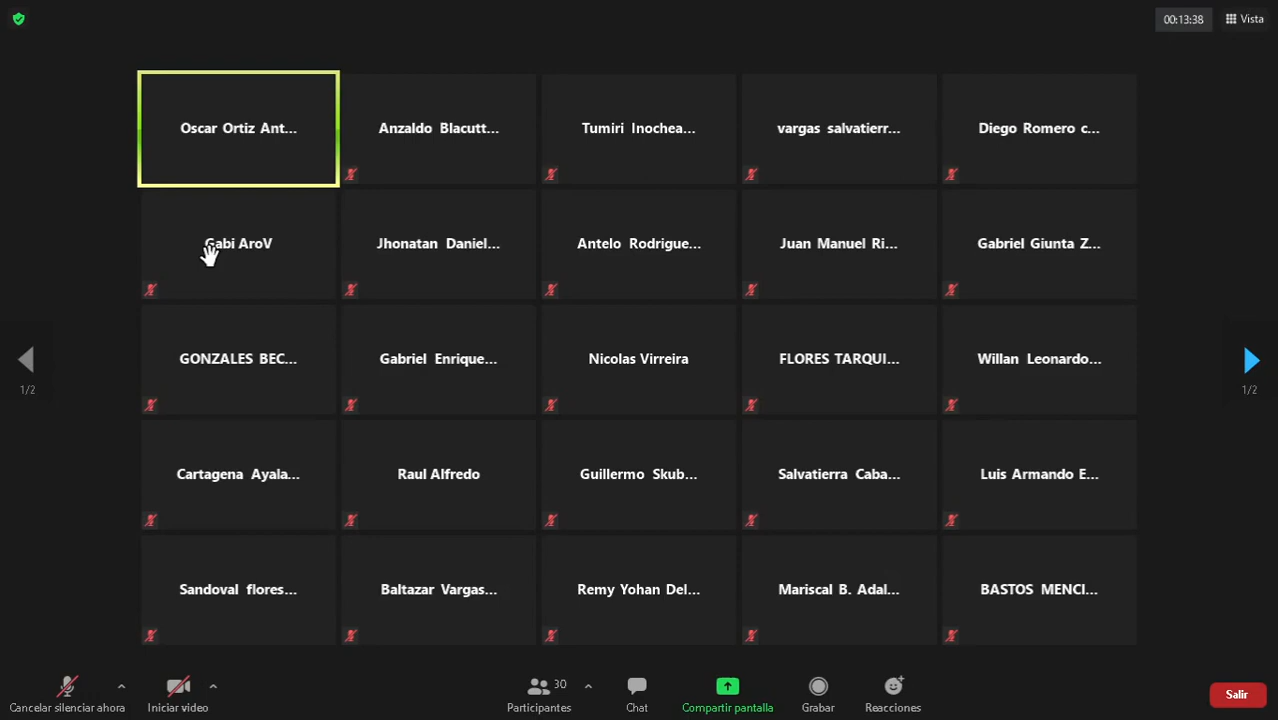 00:13:38 Vista
Oscar Ortiz Ant... Anzaldo Blacutt... Tumiri Inochea... vargas salvatierr... Diego Romero c...
Gabi AroV Jhonatan Daniel... Antelo Rodrigue... Juan Manuel Ri... Gabriel Giunta Z...
GONZALES BEC... Gabriel Enrique... Nicolas Virreira FLORES TARQUI... Willan Leonardo...
1/2 1/2
Cartagena Ayala... Raul Alfredo Guillermo Skub... Salvatierra Caba... Luis Armando E...
Sandoval flores... Baltazar Vargas... Remy Yohan Del... Mariscal B. Adal... BASTOS MENCI...
30
Cancelar silenciar ahora Iniciar video Participantes Chat Compartir pantalla Grabar Reacciones Salir